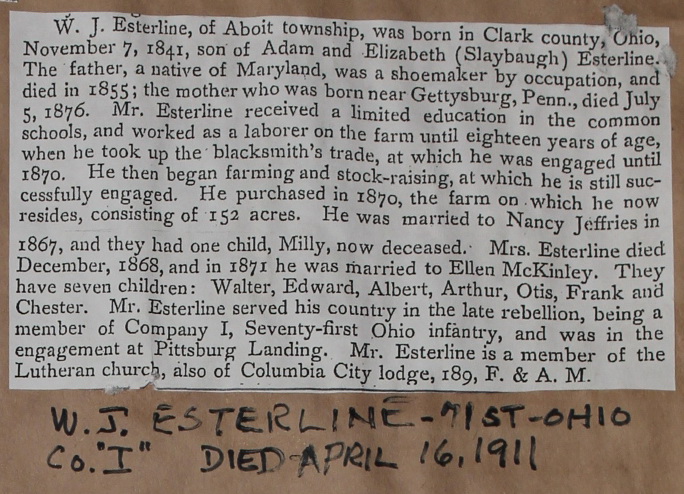 W. J. Esterline, of Aboit township, was born in Clark county, Ohio,
November 7, 1841, son of Adam and Elizabeth (Slaybaugh) Esterline.
The father, a native of Maryland, was a shoemaker by occupation, and
died in 1855; the mother who was born near Gettysburg, Penn., died July
5, 1876. Mr. Esterline received a limited education in the common
schools, and worked as a laborer on the farm until eighteen years of age,
when he took up the blacksmith's trade, at which he was engaged until
1870. He then began farming and stock-raising, at which he is still suc-
cessfully engaged. He purchased in 1870, the farm on which he now
resides, consisting of 152 acres. He was married to Nancy Jeffries in
1867, and they had one child, Milly, now deceased. Mrs. Esterline died
December, 1868, and in 1871 he was married to Ellen McKinley. They
have seven children: Walter, Edward, Albert, Arthur, Otis, Frank and
Chester. Mr. Esterline served his country in the late rebellion, being a
member of Company I, Seventy-first Ohio infantry, and was in the
engagement at Pittsburg Landing. Mr. Esterline is a member of the
Lutheran church, also of Columbia City lodge, 189, F. & A. M.
W. J. ESTERLINE-71ST-OHIO
Co. "I" DIED APRIL 16, 1911